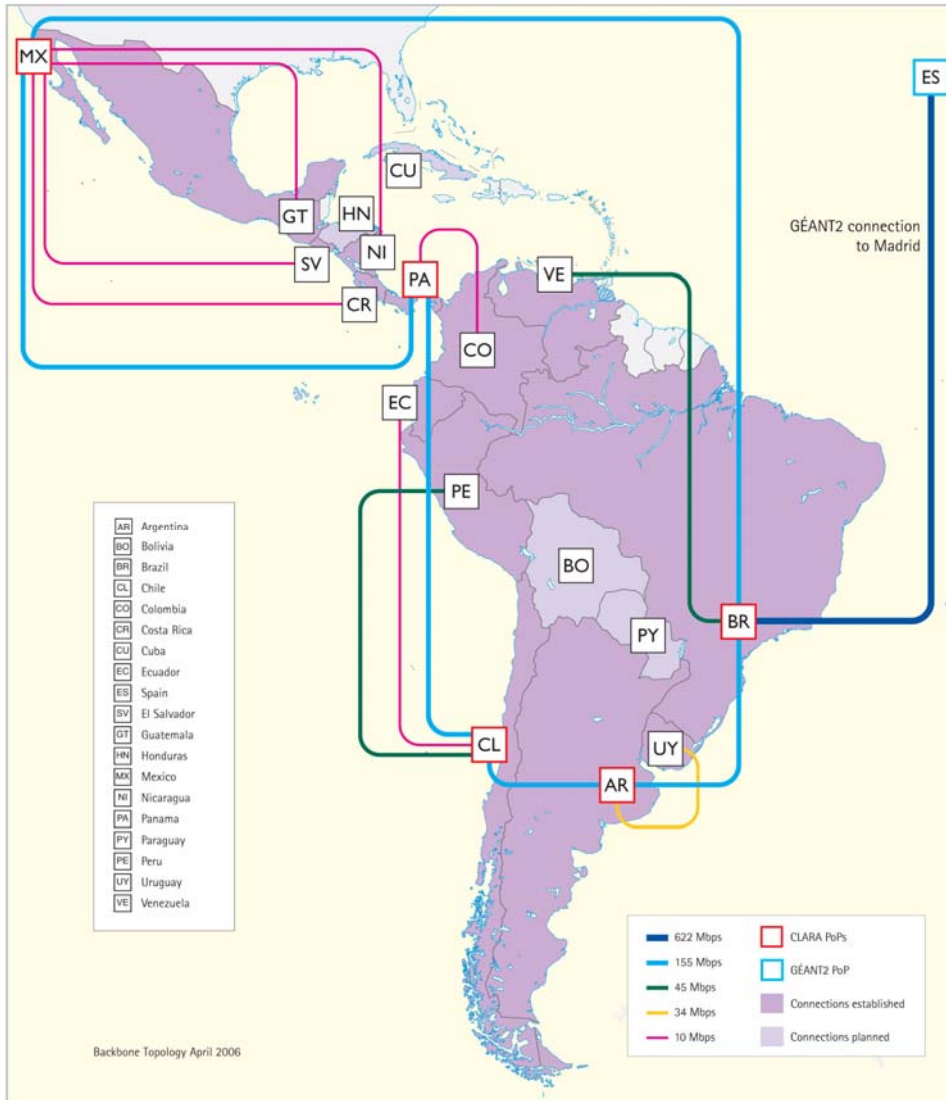 MX
ES
CU
GT
HN
NI
SV
PA
VE
CR
CO
EC
PE
BO
PY
BR
CL
UY
AR
GÉANT2 connection
to Madrid
AR Argentina
BO Bolivia
BR Brazil
CL Chile
CO Colombia
CR Costa Rica
CU Cuba
EC Ecuador
ES Spain
SV El Salvador
GT Guatemala
HN Honduras
MX Mexico
NI Nicaragua
PA Panama
PY Paraguay
PE Peru
UY Uruguay
VE Venezuela
622 Mbps
155 Mbps
45 Mbps
34 Mbps
10 Mbps
CLARA PoPs
GÉANT2 PoP
Connections established
Connections planned
Backbone Topology April 2006